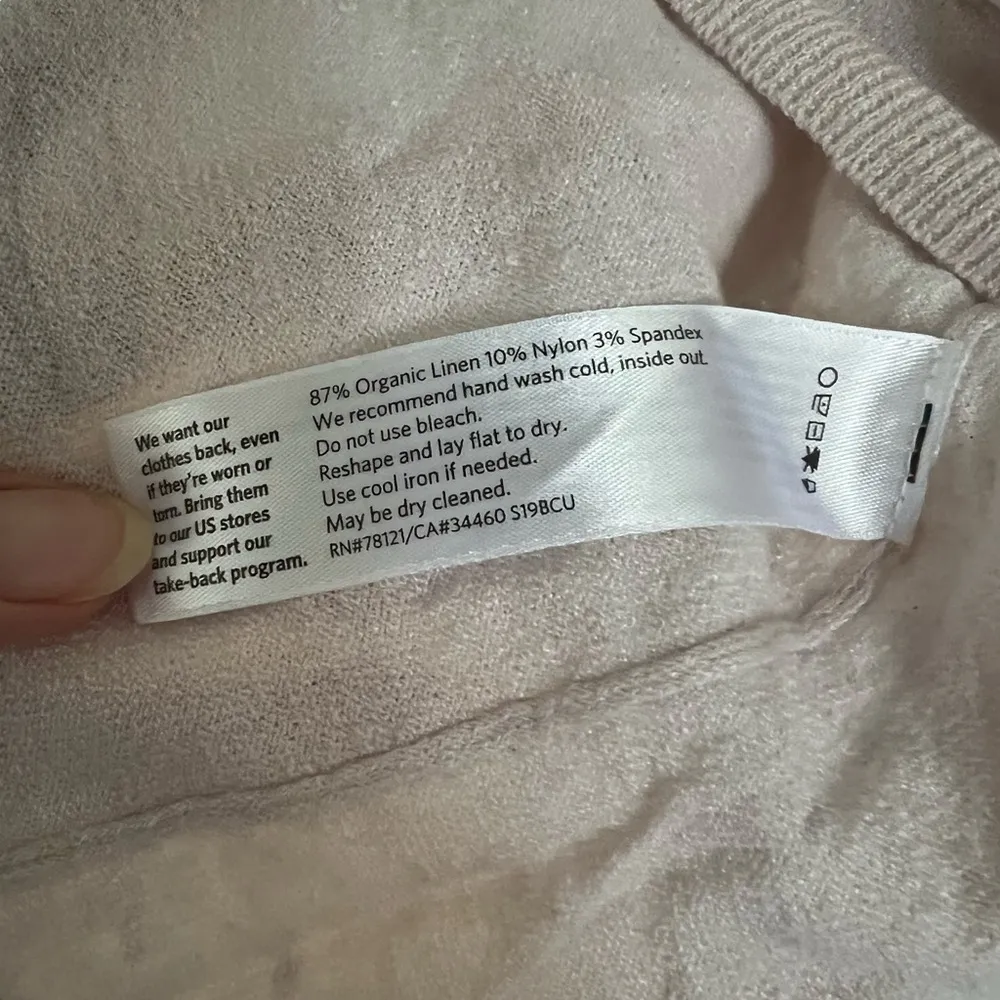 We want our
clothes back, even
if they're worn or
torn. Bring them
to our US stores
and support our
take-back program.
87% Organic Linen 10% Nylon 3% Spandex
We recommend hand wash cold, inside out.
Do not use bleach.
Reshape and lay flat to dry.
Use cool iron if needed.
May be dry cleaned.
RN#78121/CA#34460 S19BCU